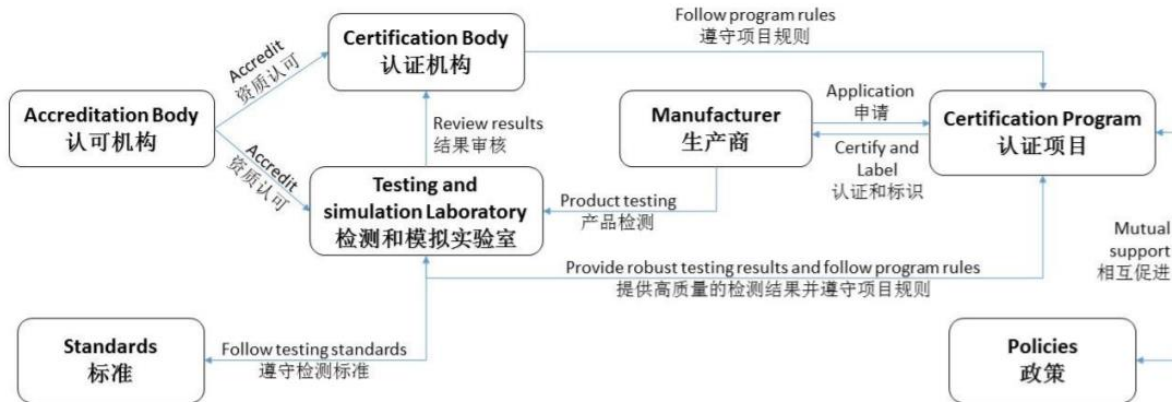 Follow program rules
遵守项目规则
Certification Body
认证机构
Accredit
资质认可
Accreditation Body
认可机构
Review results
结果审核
Manufacturer
生产商
Application
申请
Certification Program
认证项目
Certify and
Label
认证和标识
Accredit
资质认可
Testing and
simulation Laboratory
检测和模拟实验室
Product testing
产品检测
Mutual
support
相互促进
Provide robust testing results and follow program rules
提供高质量的检测结果并遵守项目规则
Standards
标准
Follow testing standards
遵守检测标准
Policies
政策